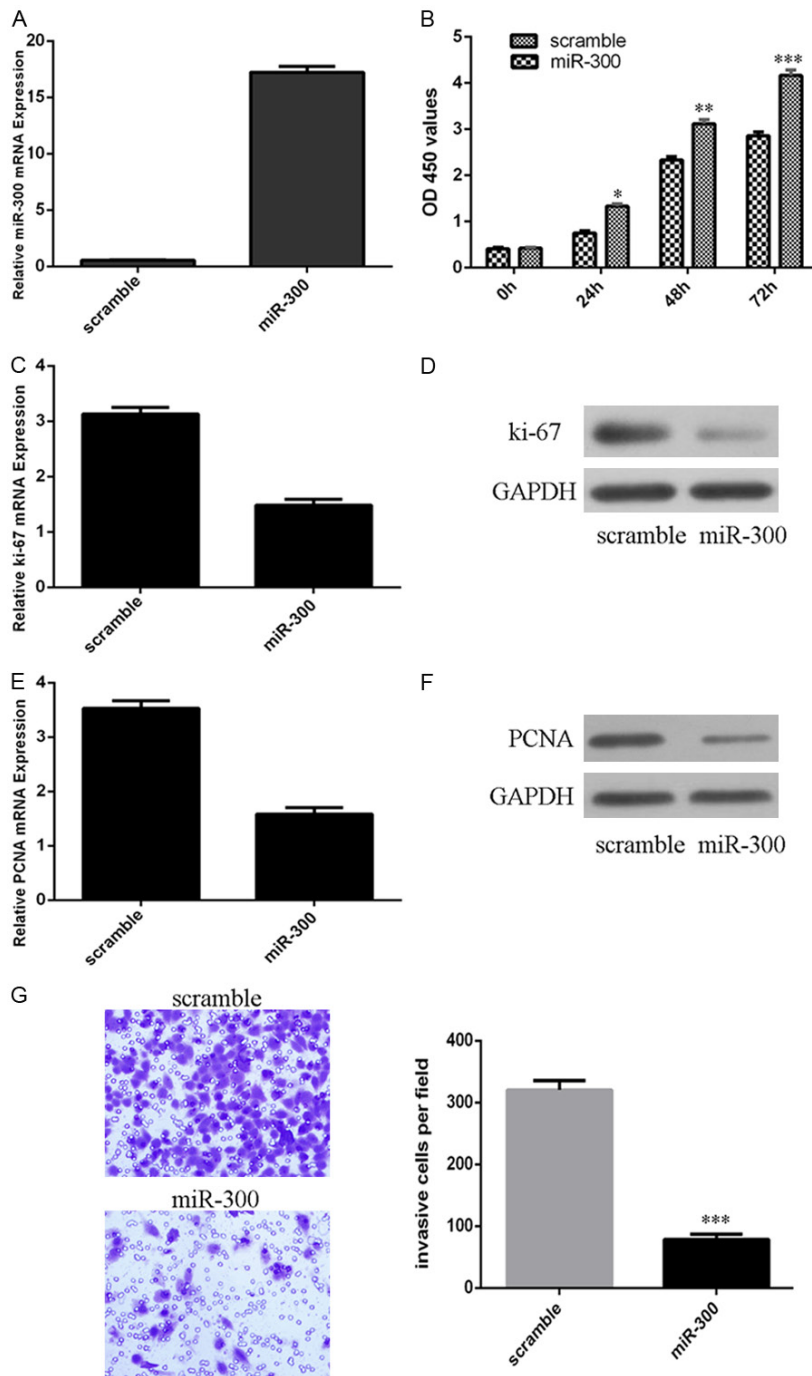 A
Relative miR-300 mRNA Expression
20
15
10
5
0
scramble
miR-300
B
OD 450 values
5
4
3
2
1
0
scramble
miR-300
*
**
***
0h
24h
48h
72h
C
Relative ki-67 mRNA Expression
4
3
2
1
0
scramble
miR-300
D
ki-67
GAPDH
scramble miR-300
E
Relative PCNA mRNA Expression
4
3
2
1
0
scramble
miR-300
F
PCNA
GAPDH
scramble miR-300
G
scramble
miR-300
invasive cells per field
400
300
200
100
0
***
scramble
miR-300